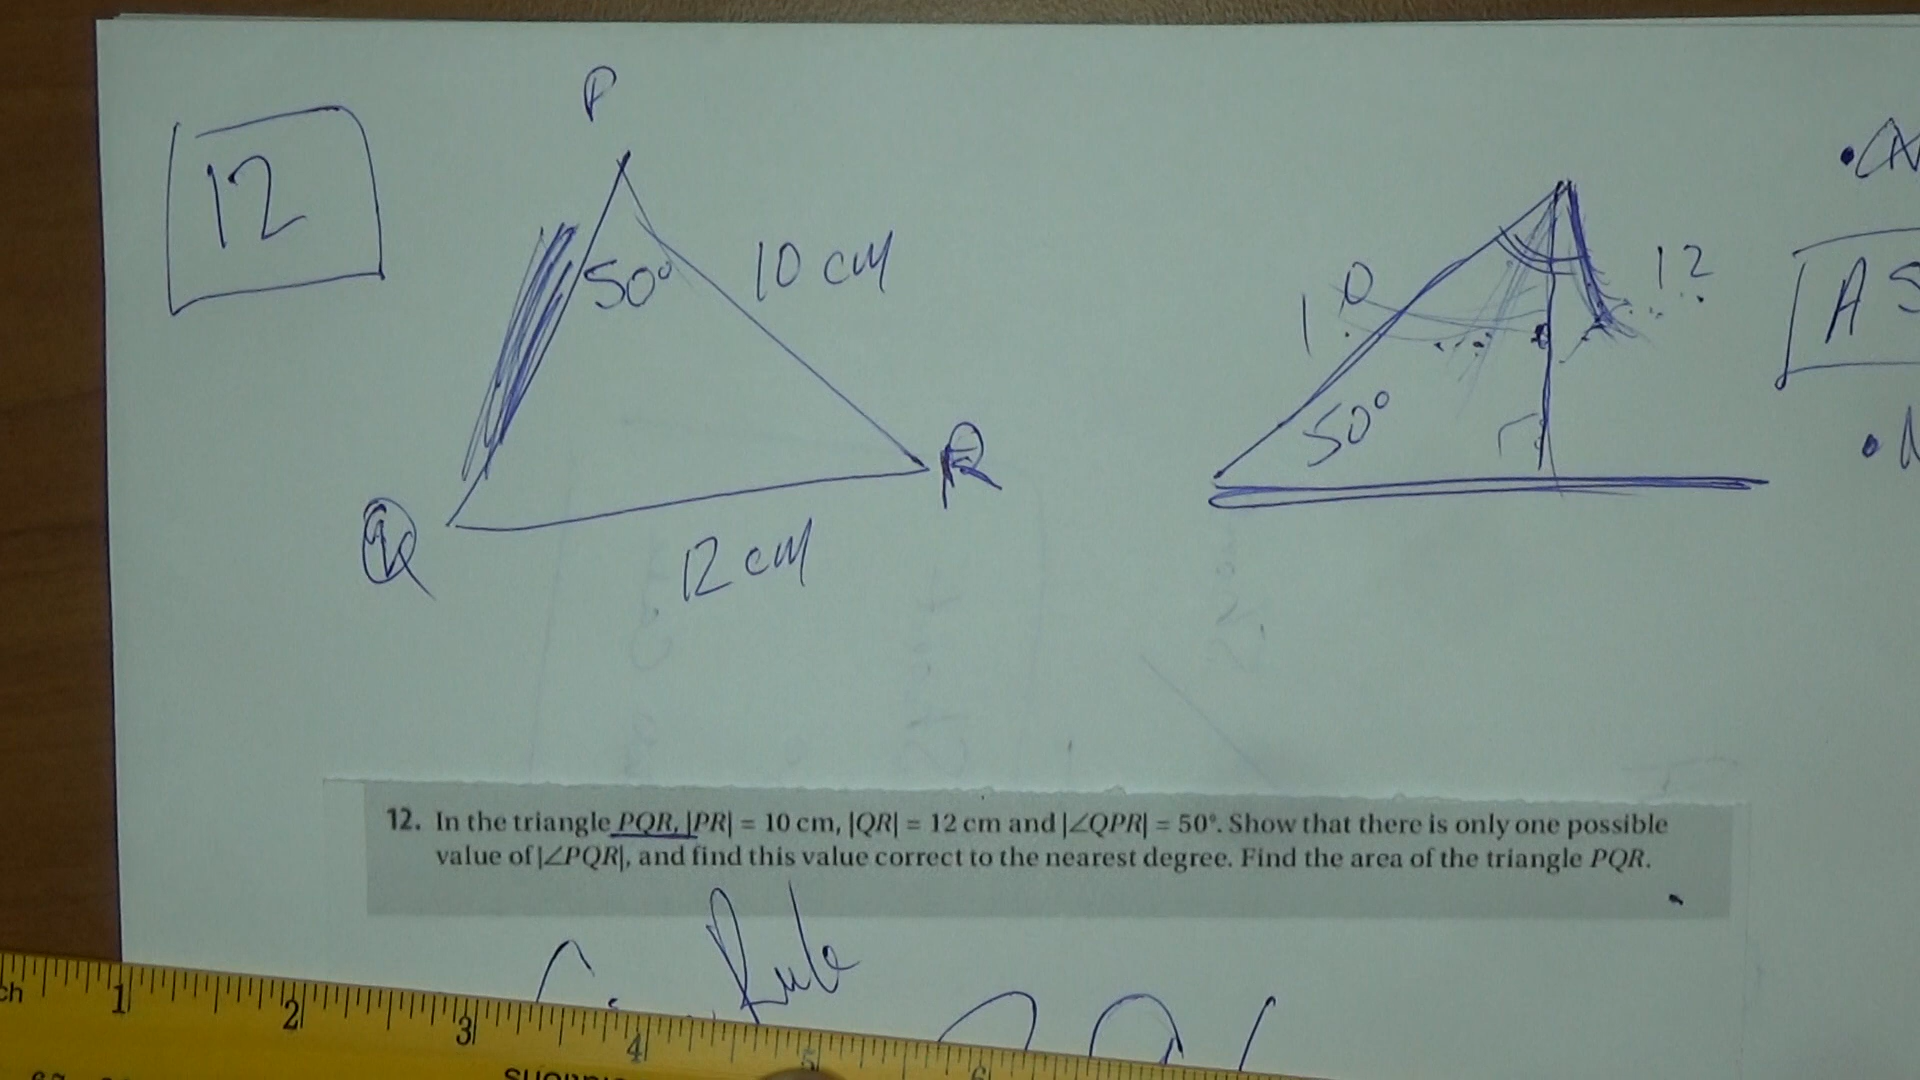 12
P
50°
10 cm
Q
R
12 cm
10
12
50°
A S
12. In the triangle PQR, |PR| = 10 cm, |QR| = 12 cm and |∠QPR| = 50°. Show that there is only one possible
value of |∠PQR|, and find this value correct to the nearest degree. Find the area of the triangle PQR.
Rule
1 2 3 4 5 6